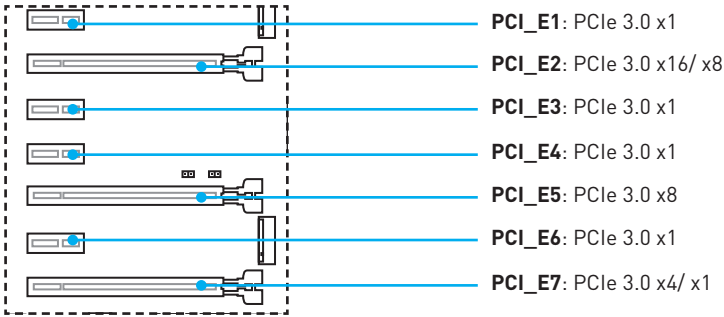 PCI_E1: PCIe 3.0 x1
PCI_E2: PCIe 3.0 x16/ x8
PCI_E3: PCIe 3.0 x1
PCI_E4: PCIe 3.0 x1
PCI_E5: PCIe 3.0 x8
PCI_E6: PCIe 3.0 x1
PCI_E7: PCIe 3.0 x4/ x1